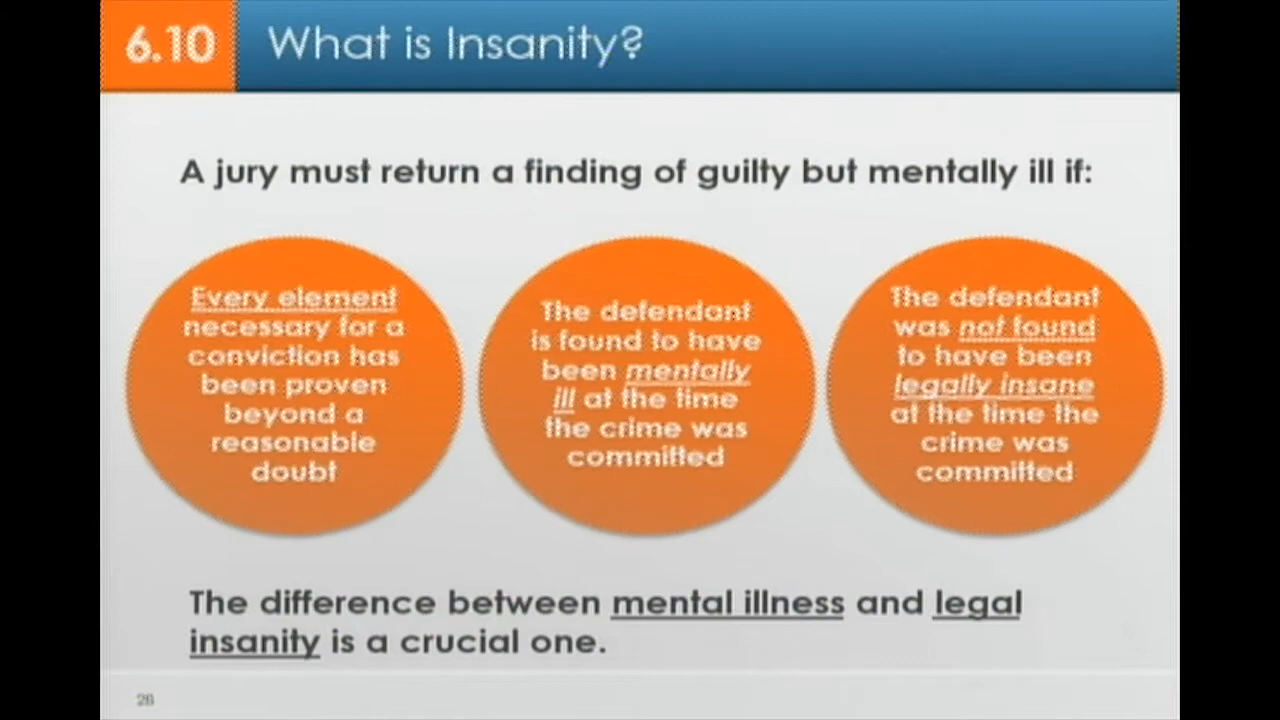 6.10 What is Insanity?
A jury must return a finding of guilty but mentally ill if:
Every element
necessary for a
conviction has
been proven
beyond a
reasonable
doubt
The defendant
is found to have
been mentally
ill at the time
the crime was
committed
The defendant
was not found
to have been
legally insane
at the time the
crime was
committed
The difference between mental illness and legal
insanity is a crucial one.
26